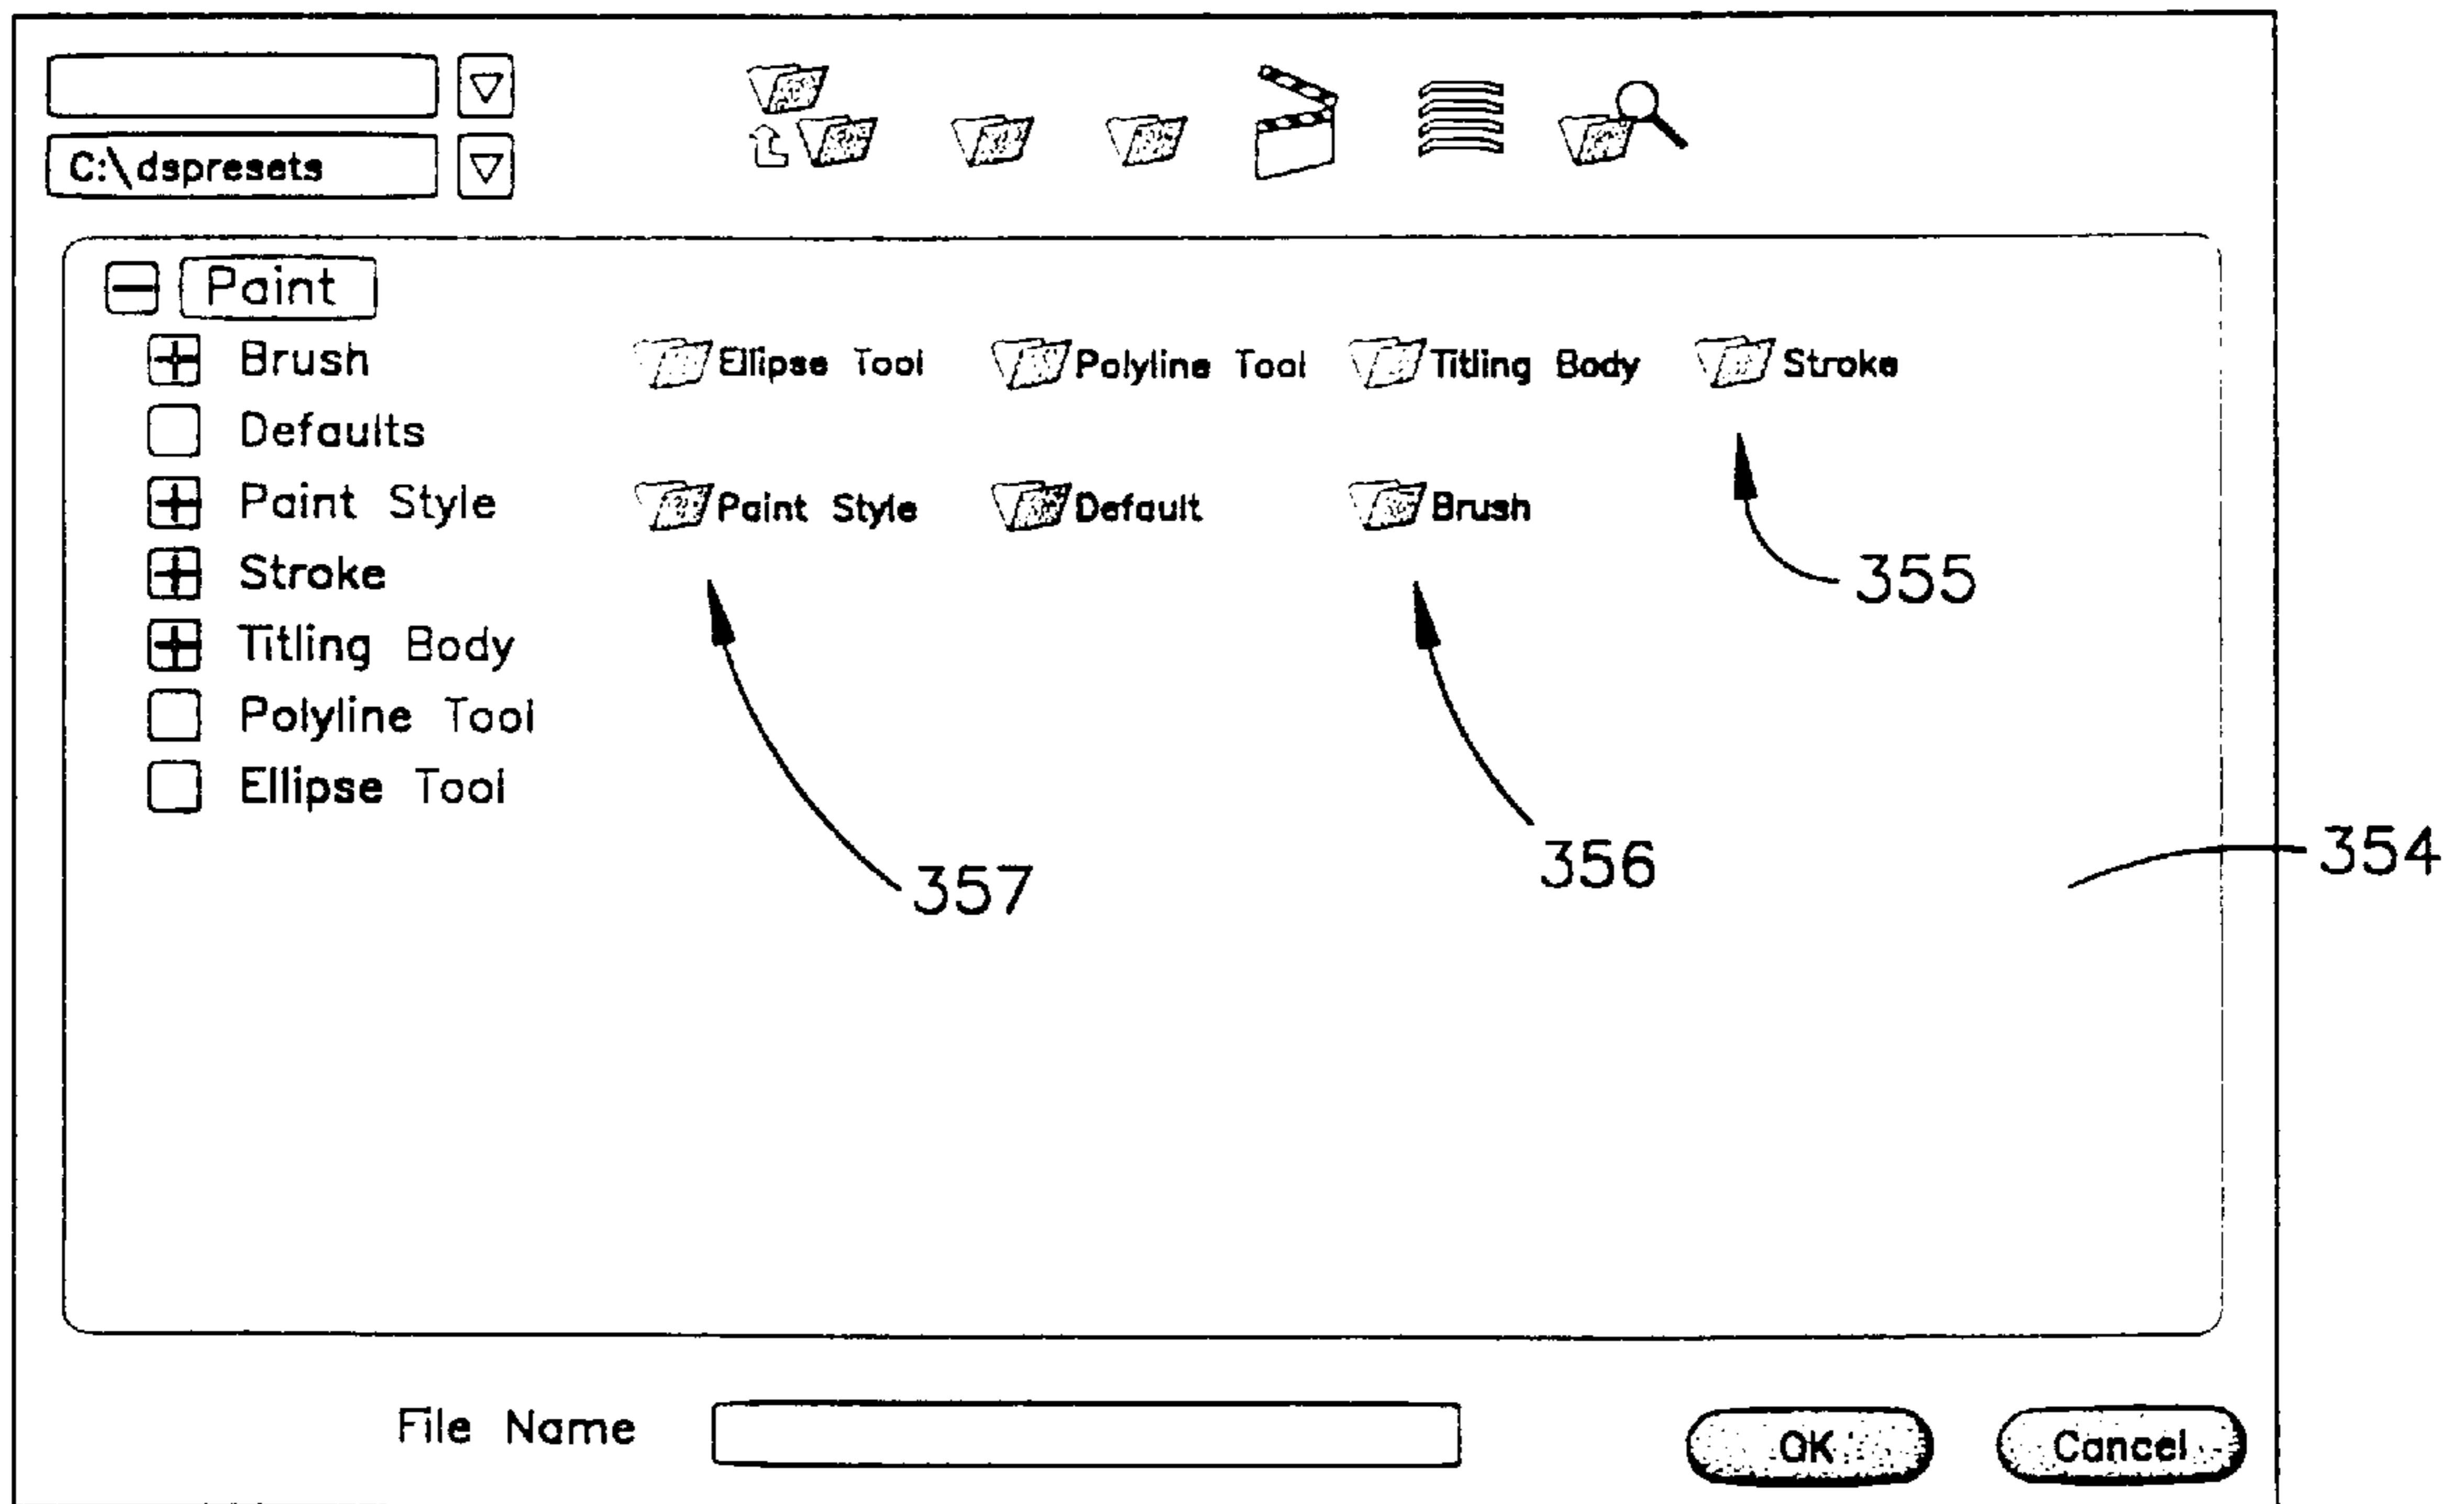 C:\dspresets
Paint
Brush
Ellipse Tool
Polyline Tool
Titling Body
Stroke
Defaults
Paint Style
Paint Style
Default
Brush
Stroke
355
Titling Body
Polyline Tool
Ellipse Tool
357
356
354
File Name
OK
Cancel